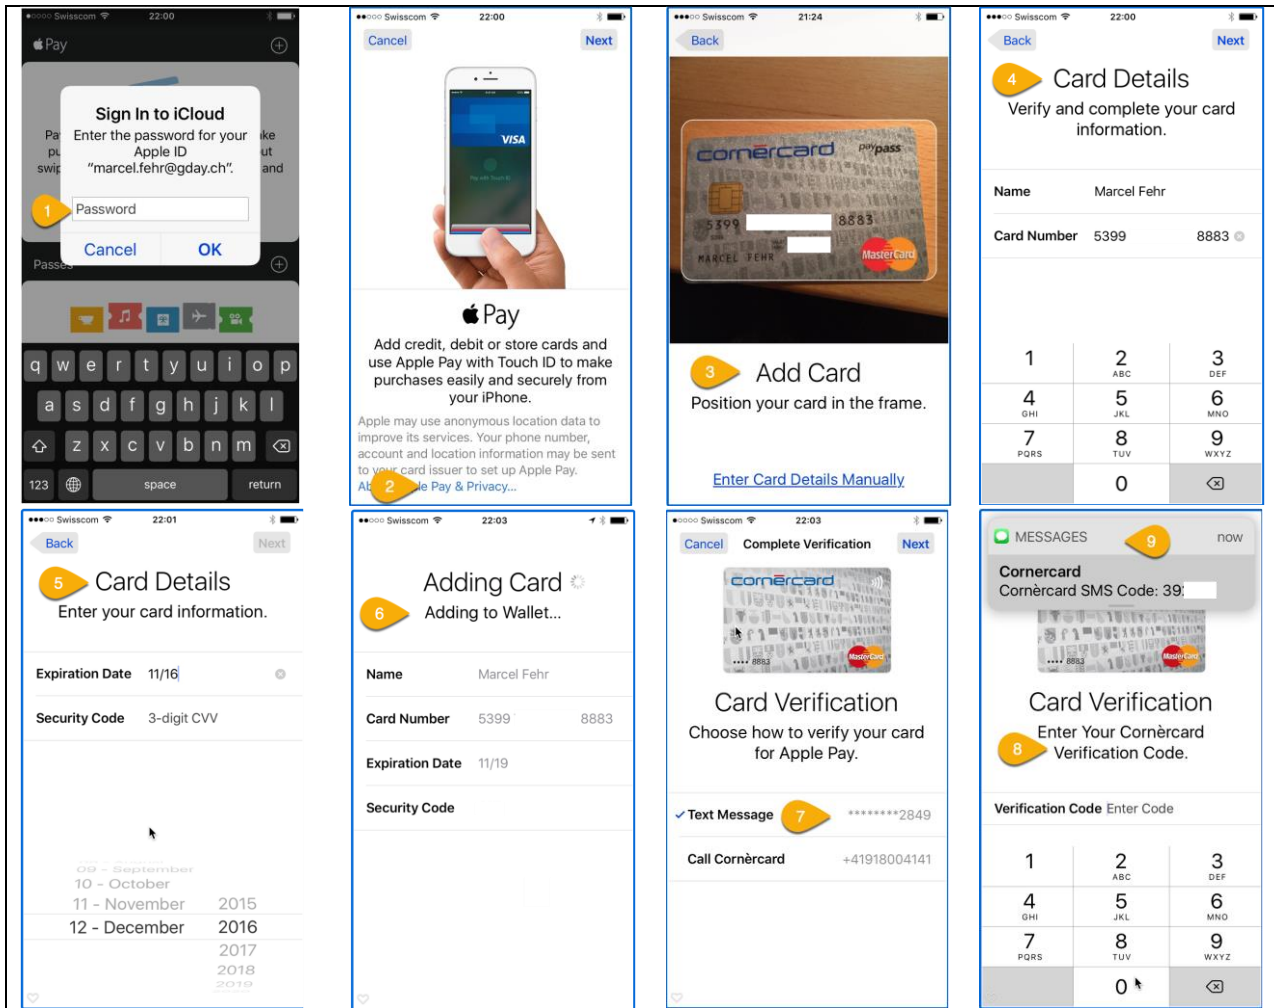 Swisscom 22:00
Pay
Sign In to iCloud
Enter the password for your
Apple ID
"marcel.fehr@gday.ch".
1
Password
Cancel OK
Passes
q w e r t y u i o p
a s d f g h j k l
z x c v b n m
123 space return
Swisscom 22:00
Cancel Next
VISA
Pay with Touch ID
Pay
Add credit, debit or store cards and
use Apple Pay with Touch ID to make
purchases easily and securely from
your iPhone.
Apple may use anonymous location data to
improve its services. Your phone number,
account and location information may be sent
to your card issuer to set up Apple Pay.
2
Pay & Privacy...
Swisscom 21:24
Back
cornèrcard paypass
5399 8883
MARCEL FEHR
MasterCard
3
Add Card
Position your card in the frame.
Enter Card Details Manually
Swisscom 22:00
Back Next
4
Card Details
Verify and complete your card
information.
Name Marcel Fehr
Card Number 5399 8883
1 2 3
ABC DEF
4 5 6
GHI JKL MNO
7 8 9
PQRS TUV WXYZ
0
Swisscom 22:01
Back Next
5
Card Details
Enter your card information.
Expiration Date 11/16
Security Code 3-digit CVV
09 - September
10 - October
11 - November 2015
12 - December 2016
2017
2018
2019
Swisscom 22:03
Adding Card
6
Adding to Wallet...
Name Marcel Fehr
Card Number 5399 8883
Expiration Date 11/19
Security Code
Swisscom 22:03
Cancel Complete Verification Next
cornèrcard
•••• 8883
MasterCard
Card Verification
Choose how to verify your card
for Apple Pay.
Text Message 7 ********2849
Call Cornèrcard +41918004141
MESSAGES 9 now
Cornercard
Cornèrcard SMS Code: 39
•••• 8883
MasterCard
Card Verification
Enter Your Cornèrcard
8
Verification Code.
Verification Code Enter Code
1 2 3
ABC DEF
4 5 6
GHI JKL MNO
7 8 9
PQRS TUV WXYZ
0